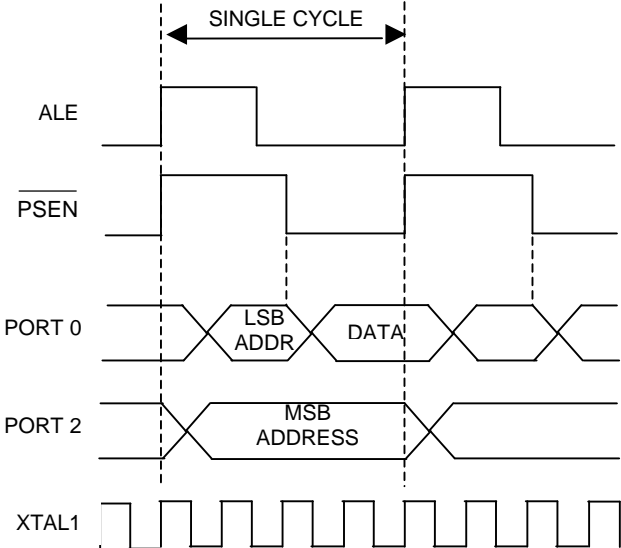 SINGLE CYCLE
ALE
PSEN
PORT 0
LSB
ADDR
DATA
PORT 2
MSB
ADDRESS
XTAL1